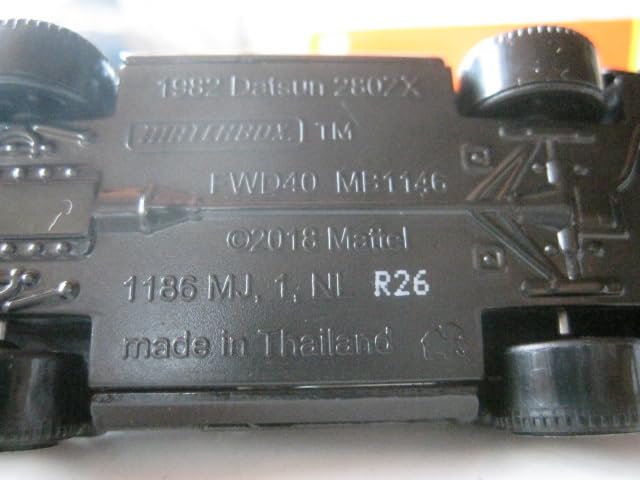 1982 Datsun 280ZX
MATCHBOX TM
FWD40 MB1146
©2018 Mattel
1186 MJ, 1, NL R26
made in Thailand